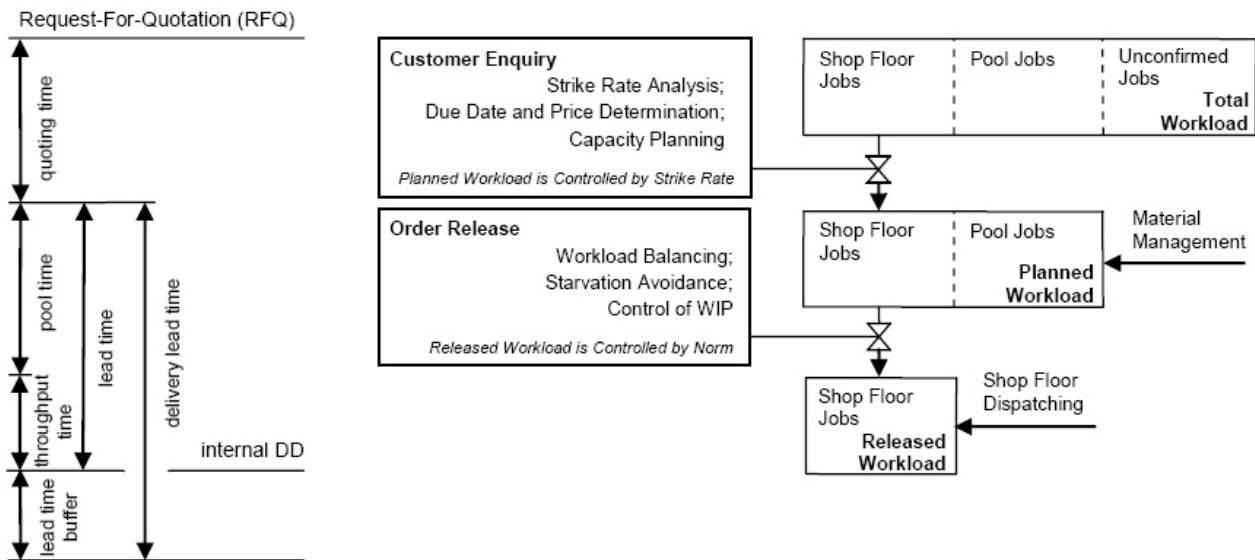 Request-For-Quotation (RFQ)
quoting time
pool time
throughput
time
lead time
buffer
lead time
delivery lead time
internal DD
Customer Enquiry
Strike Rate Analysis;
Due Date and Price Determination;
Capacity Planning
Planned Workload is Controlled by Strike Rate
Order Release
Workload Balancing;
Starvation Avoidance;
Control of WIP
Released Workload is Controlled by Norm
Shop Floor
Jobs
Pool Jobs
Unconfirmed
Jobs
Total
Workload
Shop Floor
Jobs
Pool Jobs
Planned
Workload
Material
Management
Shop Floor
Jobs
Released
Workload
Shop Floor
Dispatching